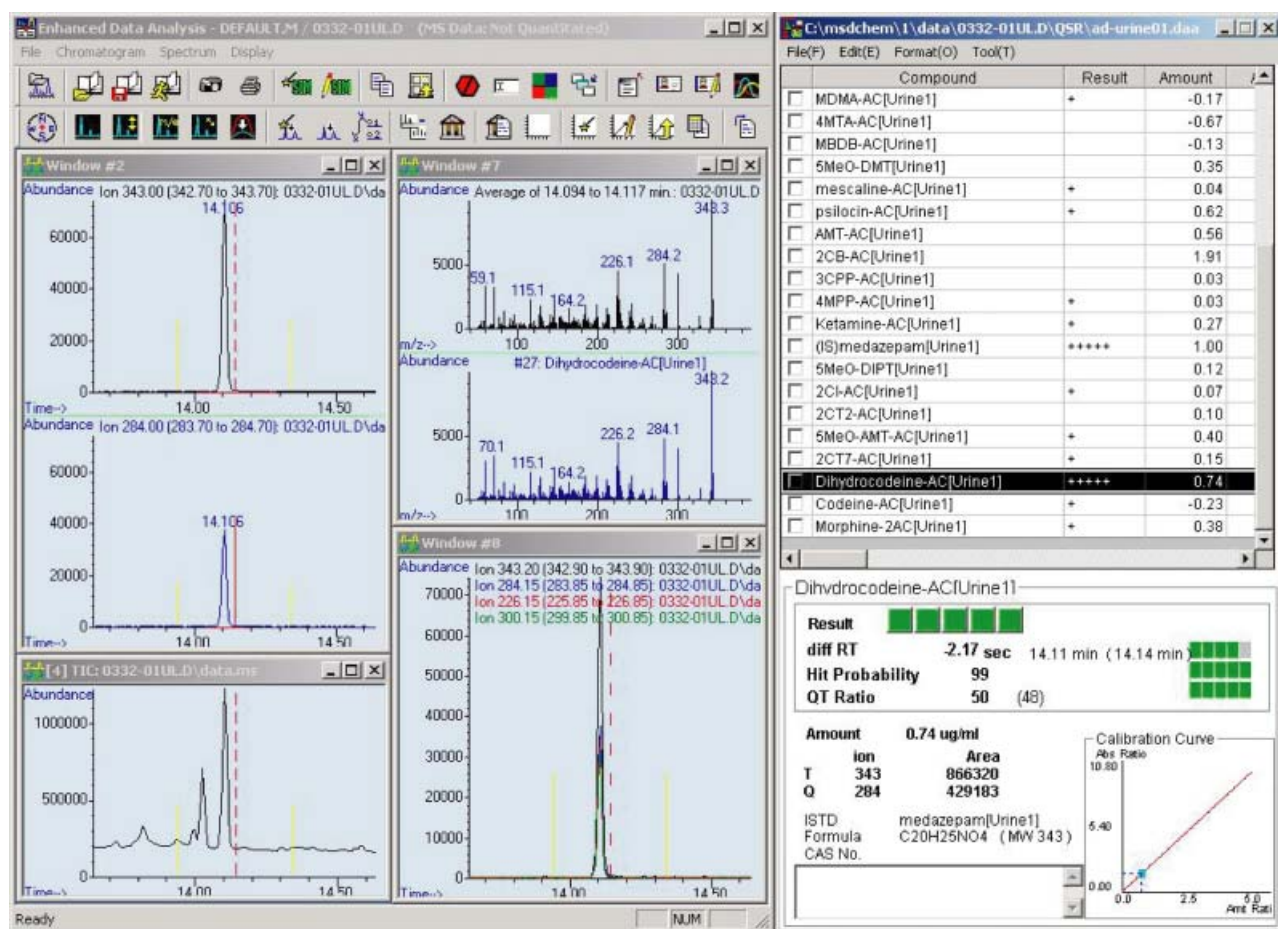 Enhanced Data Analysis - DEFAULT.M / 0332-01UL.D (MS Data: Not Quantitated)
File Chromatogram Spectrum Display
Window #2
Abundance Ion 343.00 (342.70 to 343.70): 0332-01UL.D\da
14.106
60000
40000
20000
0
14.00 14.50
Time-->
Abundance Ion 284.00 (283.70 to 284.70): 0332-01UL.D\da
60000
14.106
40000
20000
0
14.00 14.50
Time-->
[4] TIC: 0332-01UL.D\data.ms
Abundance
1000000
500000
0
Time--> 14.00 14.50
Window #7
Abundance Average of 14.094 to 14.117 min.: 0332-01UL.D
343.3
5000
59.1 115.1 164.2 226.1 284.2
0
m/z--> 100 200 300
Abundance #27: Dihydrocodeine-AC[Urine1]
343.2
5000
70.1 115.1 164.2 226.2 284.1
0
m/z--> 100 200 300
Window #8
Abundance Ion 343.20 (342.90 to 343.90): 0332-01UL.D\da
Ion 284.15 (283.85 to 284.85): 0332-01UL.D\da
Ion 226.15 (225.85 to 226.85): 0332-01UL.D\da
Ion 300.15 (299.85 to 300.85): 0332-01UL.D\da
70000
60000
50000
40000
30000
20000
10000
0
Time--> 14.00 14.50
Ready NUM
C:\msdchem\1\data\0332-01UL.D\QSR\ad-urine01.daa
File(F) Edit(E) Format(O) Tool(T)
Compound Result Amount
MDMA-AC[Urine1] + -0.17
4MTA-AC[Urine1] -0.67
MBDB-AC[Urine1] -0.13
5MeO-DMT[Urine1] 0.35
mescaline-AC[Urine1] + 0.04
psilocin-AC[Urine1] + 0.62
AMT-AC[Urine1] 0.56
2CB-AC[Urine1] 1.91
3CPP-AC[Urine1] 0.03
4MPP-AC[Urine1] + 0.03
Ketamine-AC[Urine1] + 0.27
(IS)medazepam[Urine1] +++++ 1.00
5MeO-DIPT[Urine1] 0.12
2CI-AC[Urine1] + 0.07
2CT2-AC[Urine1] 0.10
5MeO-AMT-AC[Urine1] + 0.40
2CT7-AC[Urine1] + 0.15
Dihydrocodeine-AC[Urine1] +++++ 0.74
Codeine-AC[Urine1] + -0.23
Morphine-2AC[Urine1] + 0.38
Dihydrocodeine-AC[Urine1]
Result
diff RT -2.17 sec 14.11 min (14.14 min)
Hit Probability 99
QT Ratio 50 (48)
Amount 0.74 ug/ml
ion Area
T 343 866320
Q 284 429183
ISTD medazepam[Urine1]
Formula C20H25NO4 (MW 343)
CAS No.
Calibration Curve
Abs Ratio
10.80
5.40
0.00
0.0 2.5 5.0
Amt Rati